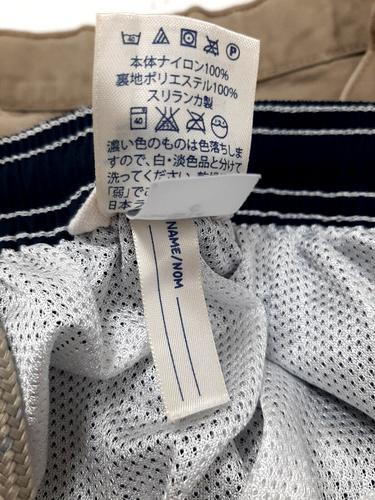 40
P
本体ナイロン100%
裏地ポリエステル100%
スリランカ製
40
濃い色のものは色落ちしま
すので、白・淡色品と分けて
洗ってください。
「弱」で
日本
NAME/NOM